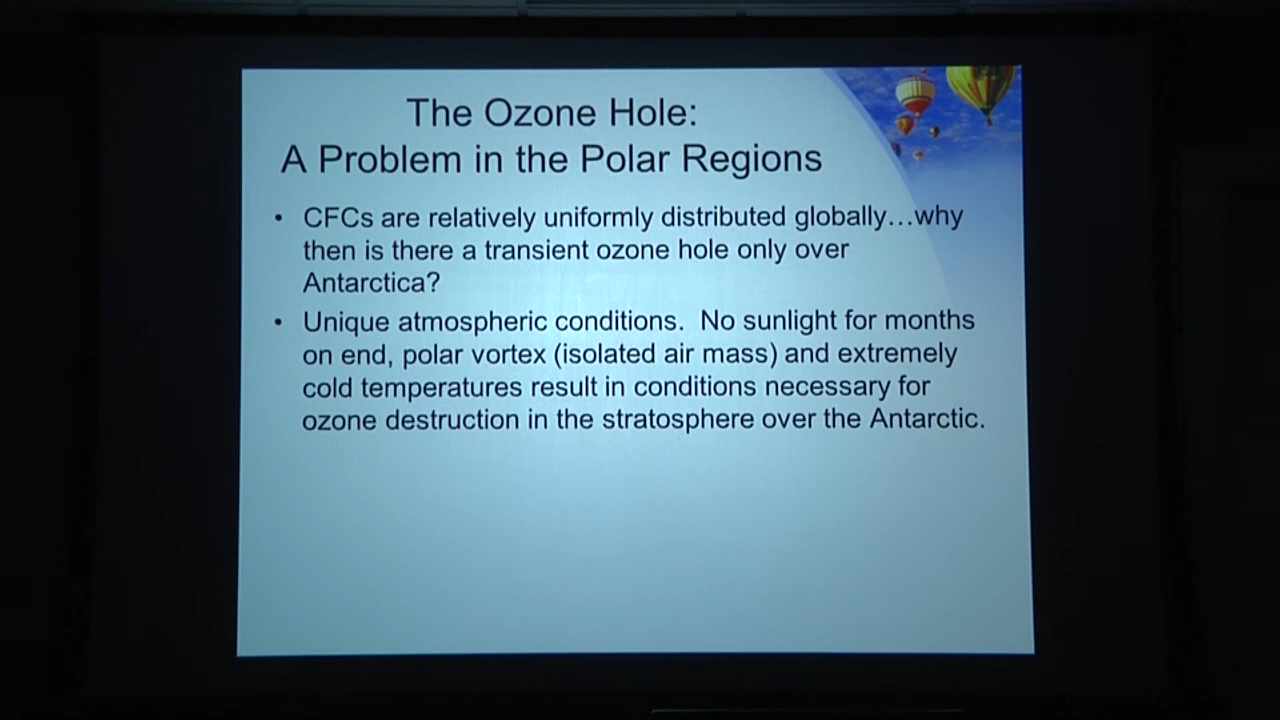 The Ozone Hole:
A Problem in the Polar Regions
• CFCs are relatively uniformly distributed globally…why
then is there a transient ozone hole only over
Antarctica?
• Unique atmospheric conditions.  No sunlight for months
on end, polar vortex (isolated air mass) and extremely
cold temperatures result in conditions necessary for
ozone destruction in the stratosphere over the Antarctic.